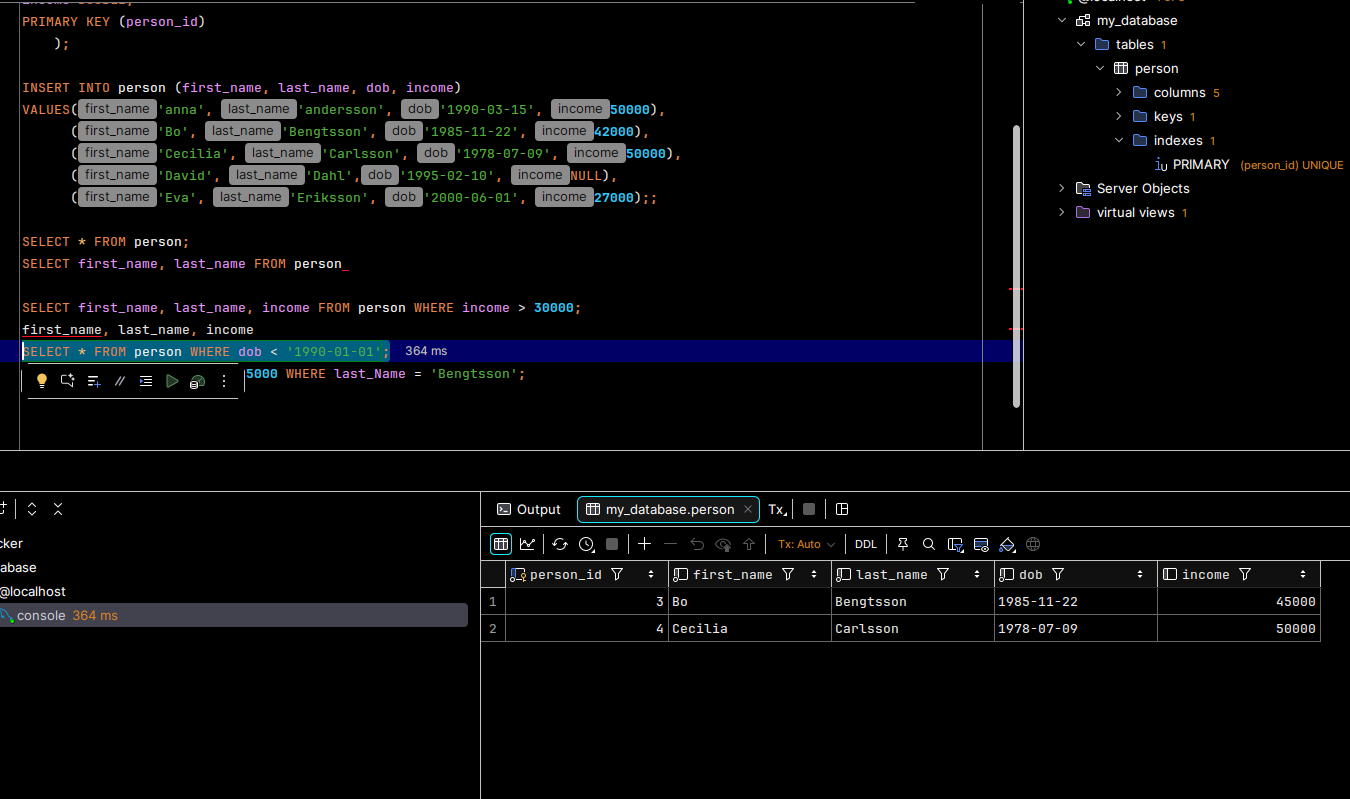 PRIMARY KEY (person_id)
);
INSERT INTO person (first_name, last_name, dob, income)
VALUES( first_name 'anna', last_name 'andersson', dob '1990-03-15', income 50000),
( first_name 'Bo', last_name 'Bengtsson', dob '1985-11-22', income 42000),
( first_name 'Cecilia', last_name 'Carlsson', dob '1978-07-09', income 50000),
( first_name 'David', last_name 'Dahl', dob '1995-02-10', income NULL),
( first_name 'Eva', last_name 'Eriksson', dob '2000-06-01', income 27000);;
SELECT * FROM person;
SELECT first_name, last_name FROM person
SELECT first_name, last_name, income FROM person WHERE income > 30000;
first_name, last_name, income
SELECT * FROM person WHERE dob < '1990-01-01'; 364 ms
5000 WHERE last_Name = 'Bengtsson';
@localhost
my_database
tables 1
person
columns 5
keys 1
indexes 1
PRIMARY (person_id) UNIQUE
Server Objects
virtual views 1
cker
abase
@localhost
console 364 ms
Output my_database.person Tx
Tx: Auto DDL
person_id first_name last_name dob income
1 3 Bo Bengtsson 1985-11-22 45000
2 4 Cecilia Carlsson 1978-07-09 50000